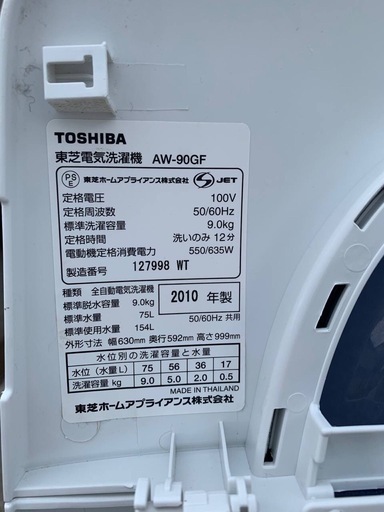 TOSHIBA
東芝電気洗濯機 AW-90GF
PS E 東芝ホームアプライアンス株式会社 S JET
定格電圧 100V
定格周波数 50/60Hz
標準洗濯容量 9.0kg
定格時間 洗いのみ 12分
電動機定格消費電力 550/635W
製造番号 127998 WT
種類 全自動電気洗濯機
標準脱水容量 9.0kg
2010 年製
標準水量 75L 50/60Hz 共用
標準使用水量 154L
外形寸法 幅630mm 奥行592mm 高さ999mm
水位別の洗濯容量と水量
水位(水量L) 75 56 36 17
洗濯容量 kg 9.0 5.0 2.0 0.5
MADE IN THAILAND
東芝ホームアプライアンス株式会社